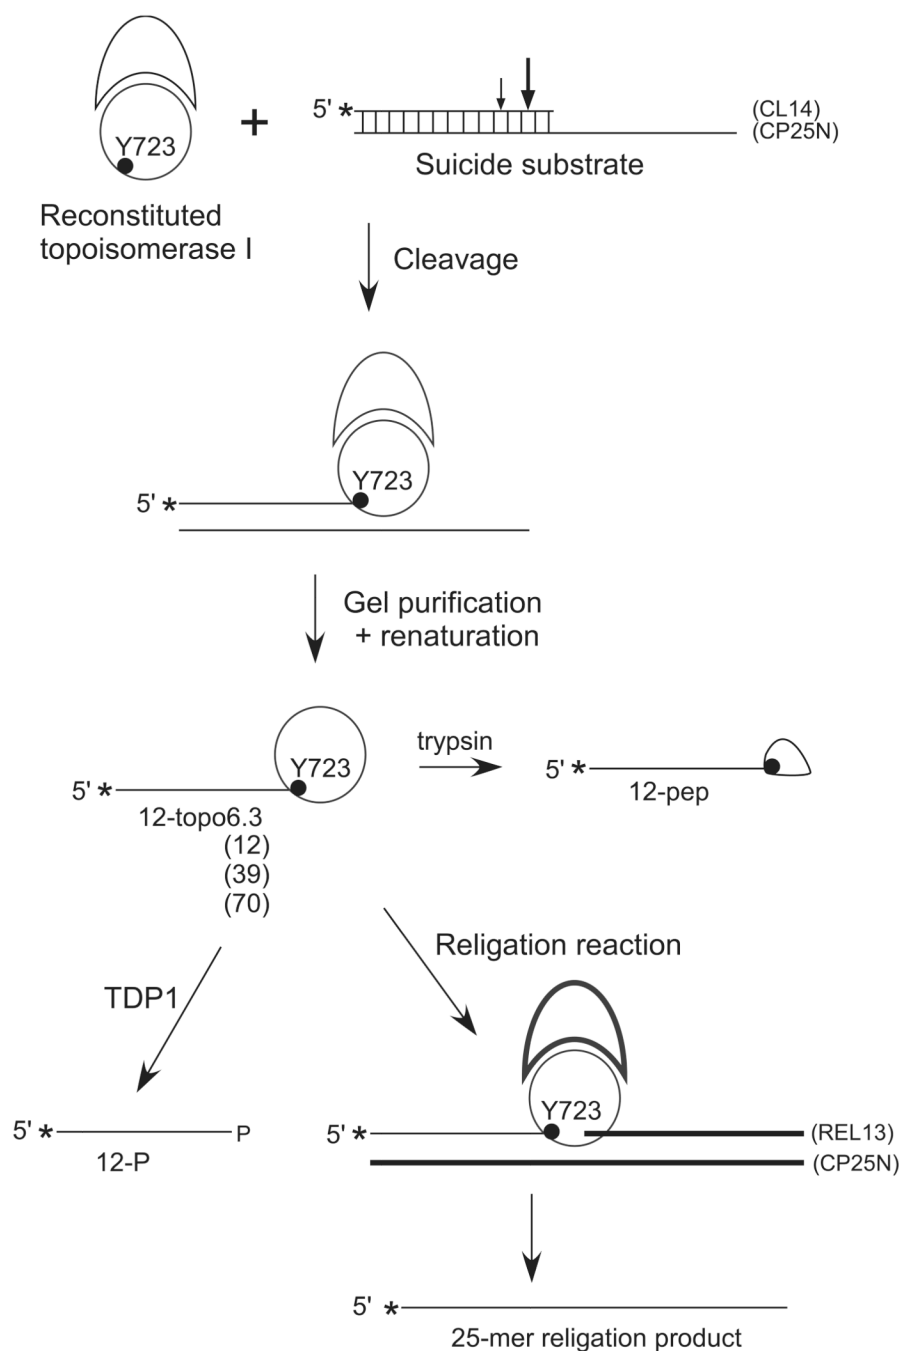 Y723
+
5' *
(CL14)
(CP25N)
Suicide substrate
Reconstituted
topoisomerase I
Cleavage
Y723
5' *
Gel purification
+ renaturation
Y723
5' *
12-topo6.3
(12)
(39)
(70)
trypsin
5' *
12-pep
Religation reaction
TDP1
5' *
P
12-P
Y723
5' *
(REL13)
(CP25N)
5' *
25-mer religation product